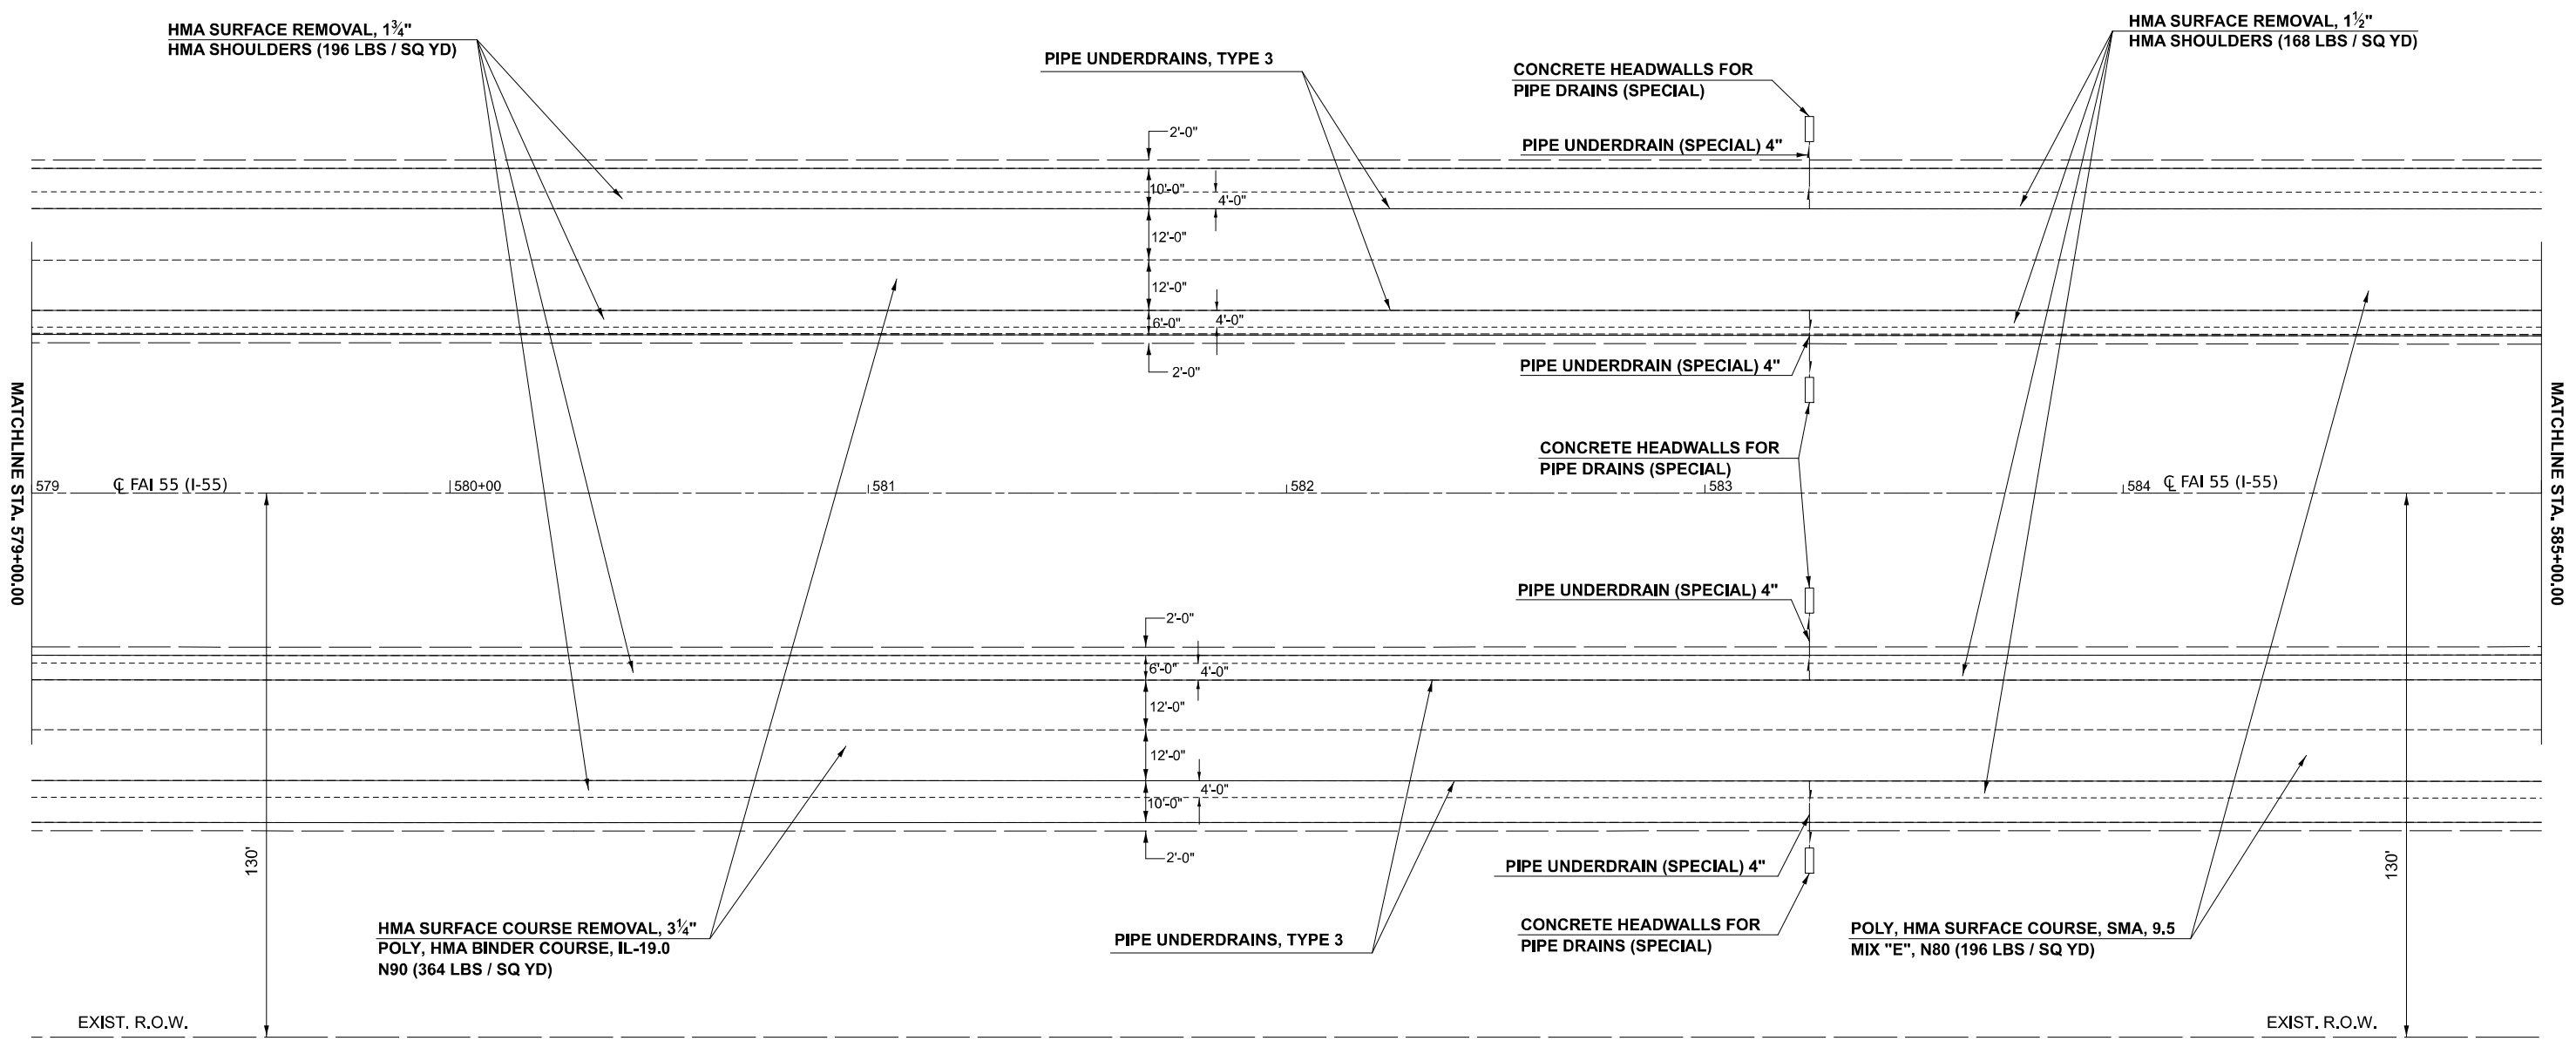 HMA SURFACE REMOVAL, 1¾"
HMA SHOULDERS (196 LBS / SQ YD)
PIPE UNDERDRAINS, TYPE 3
CONCRETE HEADWALLS FOR
PIPE DRAINS (SPECIAL)
HMA SURFACE REMOVAL, 1½"
HMA SHOULDERS (168 LBS / SQ YD)
2'-0"
PIPE UNDERDRAIN (SPECIAL) 4"
10'-0"
4'-0"
12'-0"
12'-0"
6'-0"
4'-0"
2'-0"
PIPE UNDERDRAIN (SPECIAL) 4"
CONCRETE HEADWALLS FOR
PIPE DRAINS (SPECIAL)
MATCHLINE STA. 579+00.00
MATCHLINE STA. 585+00.00
579
℄ FAI 55 (I-55)
580+00
581
582
583
584
℄ FAI 55 (I-55)
PIPE UNDERDRAIN (SPECIAL) 4"
2'-0"
6'-0"
4'-0"
12'-0"
12'-0"
4'-0"
10'-0"
2'-0"
130'
130'
PIPE UNDERDRAIN (SPECIAL) 4"
HMA SURFACE COURSE REMOVAL, 3¼"
POLY, HMA BINDER COURSE, IL-19.0
N90 (364 LBS / SQ YD)
PIPE UNDERDRAINS, TYPE 3
CONCRETE HEADWALLS FOR
PIPE DRAINS (SPECIAL)
POLY, HMA SURFACE COURSE, SMA, 9.5
MIX "E", N80 (196 LBS / SQ YD)
EXIST. R.O.W.
EXIST. R.O.W.